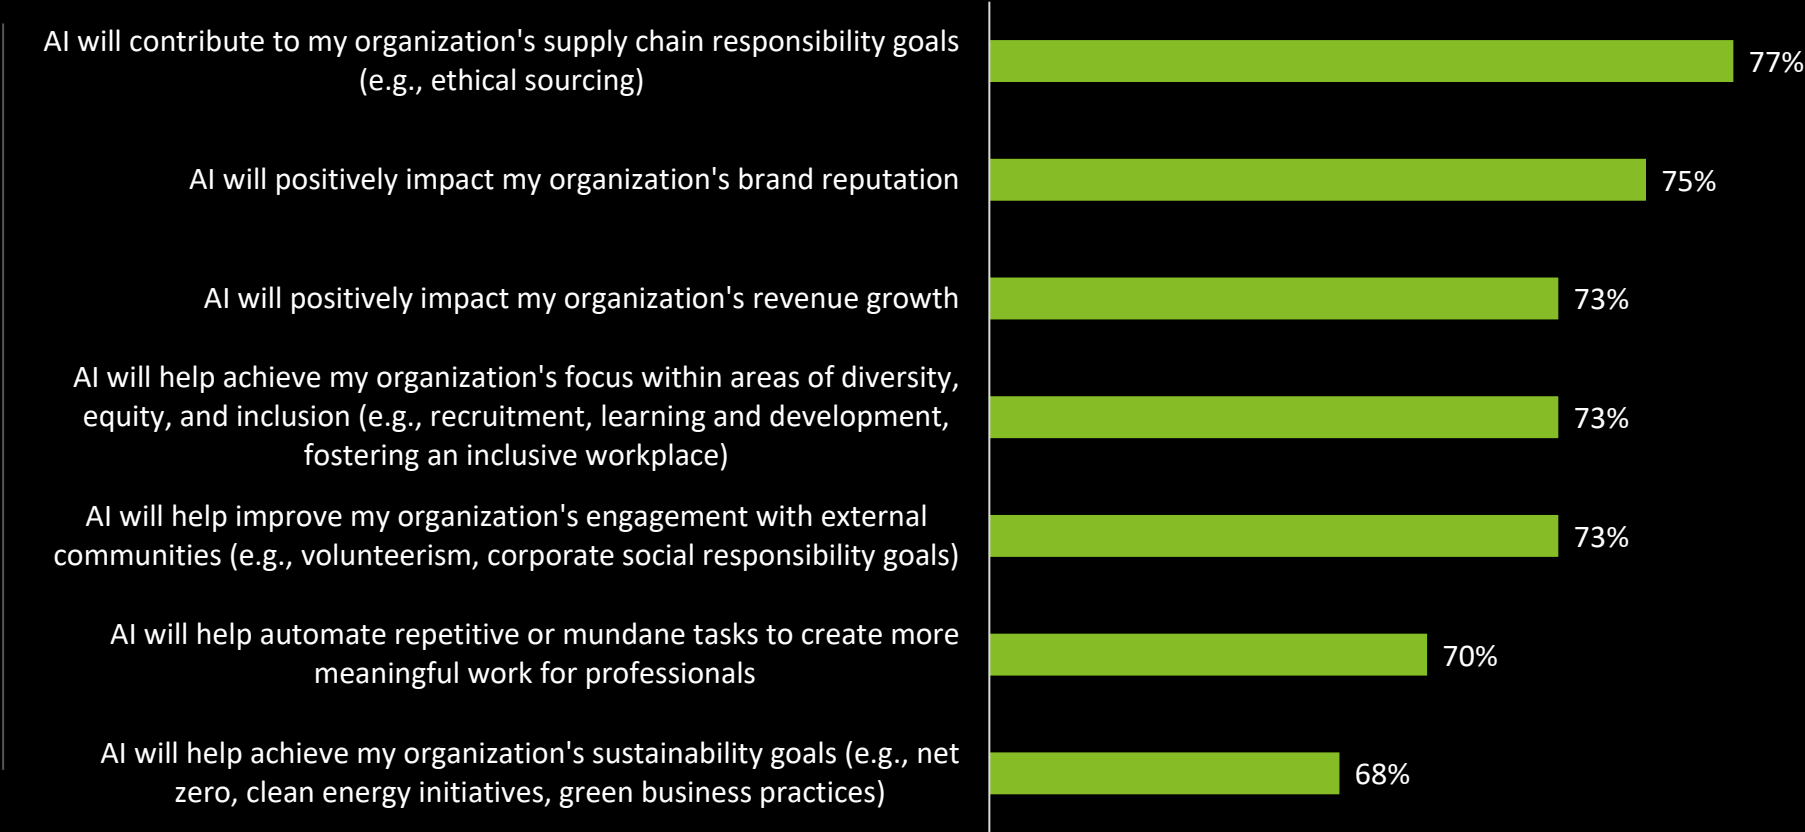 AI will contribute to my organization's supply chain responsibility goals
(e.g., ethical sourcing)
77%
AI will positively impact my organization's brand reputation
75%
AI will positively impact my organization's revenue growth
73%
AI will help achieve my organization's focus within areas of diversity,
equity, and inclusion (e.g., recruitment, learning and development,
fostering an inclusive workplace)
73%
AI will help improve my organization's engagement with external
communities (e.g., volunteerism, corporate social responsibility goals)
73%
AI will help automate repetitive or mundane tasks to create more
meaningful work for professionals
70%
AI will help achieve my organization's sustainability goals (e.g., net
zero, clean energy initiatives, green business practices)
68%